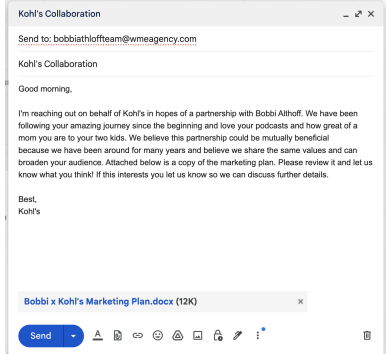 Kohl's Collaboration
Send to: bobbiathloffteam@wmeagency.com
Kohl's Collaboration
Good morning,
I'm reaching out on behalf of Kohl's in hopes of a partnership with Bobbi Althoff. We have been
following your amazing journey since the beginning and love your podcasts and how great of a
mom you are to your two kids. We believe this partnership could be mutually beneficial
because we have been around for many years and believe we share the same values and can
broaden your audience. Attached below is a copy of the marketing plan. Please review it and let us
know what you think! If this interests you let us know so we can discuss further details.
Best,
Kohl's
Bobbi x Kohl's Marketing Plan.docx (12K)
Send